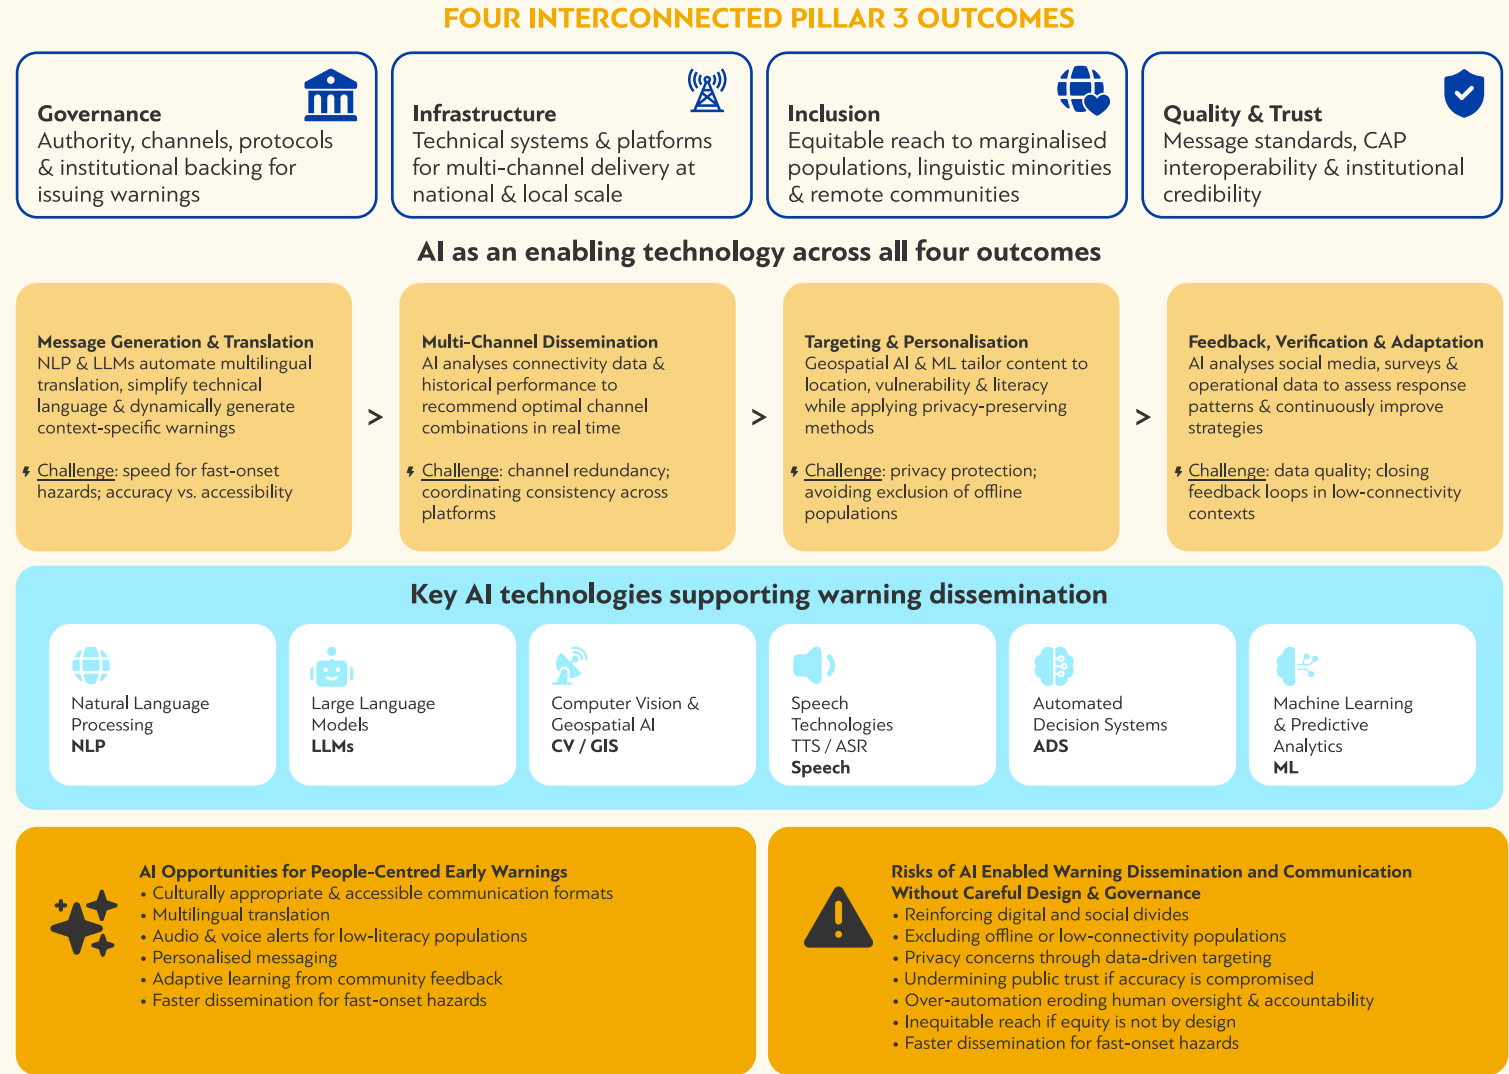 FOUR INTERCONNECTED PILLAR 3 OUTCOMES
Governance
Authority, channels, protocols
& institutional backing for
issuing warnings
Infrastructure
Technical systems & platforms
for multi-channel delivery at
national & local scale
Inclusion
Equitable reach to marginalised
populations, linguistic minorities
& remote communities
Quality & Trust
Message standards, CAP
interoperability & institutional
credibility
AI as an enabling technology across all four outcomes
Message Generation & Translation
NLP & LLMs automate multilingual
translation, simplify technical
language & dynamically generate
context-specific warnings
Challenge: speed for fast-onset
hazards; accuracy vs. accessibility
>
Multi-Channel Dissemination
AI analyses connectivity data &
historical performance to
recommend optimal channel
combinations in real time
Challenge: channel redundancy;
coordinating consistency across
platforms
>
Targeting & Personalisation
Geospatial AI & ML tailor content to
location, vulnerability & literacy
while applying privacy-preserving
methods
Challenge: privacy protection;
avoiding exclusion of offline
populations
>
Feedback, Verification & Adaptation
AI analyses social media, surveys &
operational data to assess response
patterns & continuously improve
strategies
Challenge: data quality; closing
feedback loops in low-connectivity
contexts
Key AI technologies supporting warning dissemination
Natural Language
Processing
NLP
Large Language
Models
LLMs
Computer Vision &
Geospatial AI
CV / GIS
Speech
Technologies
TTS / ASR
Speech
Automated
Decision Systems
ADS
Machine Learning
& Predictive
Analytics
ML
AI Opportunities for People-Centred Early Warnings
• Culturally appropriate & accessible communication formats
• Multilingual translation
• Audio & voice alerts for low-literacy populations
• Personalised messaging
• Adaptive learning from community feedback
• Faster dissemination for fast-onset hazards
Risks of AI Enabled Warning Dissemination and Communication
Without Careful Design & Governance
• Reinforcing digital and social divides
• Excluding offline or low-connectivity populations
• Privacy concerns through data-driven targeting
• Undermining public trust if accuracy is compromised
• Over-automation eroding human oversight & accountability
• Inequitable reach if equity is not by design
• Faster dissemination for fast-onset hazards